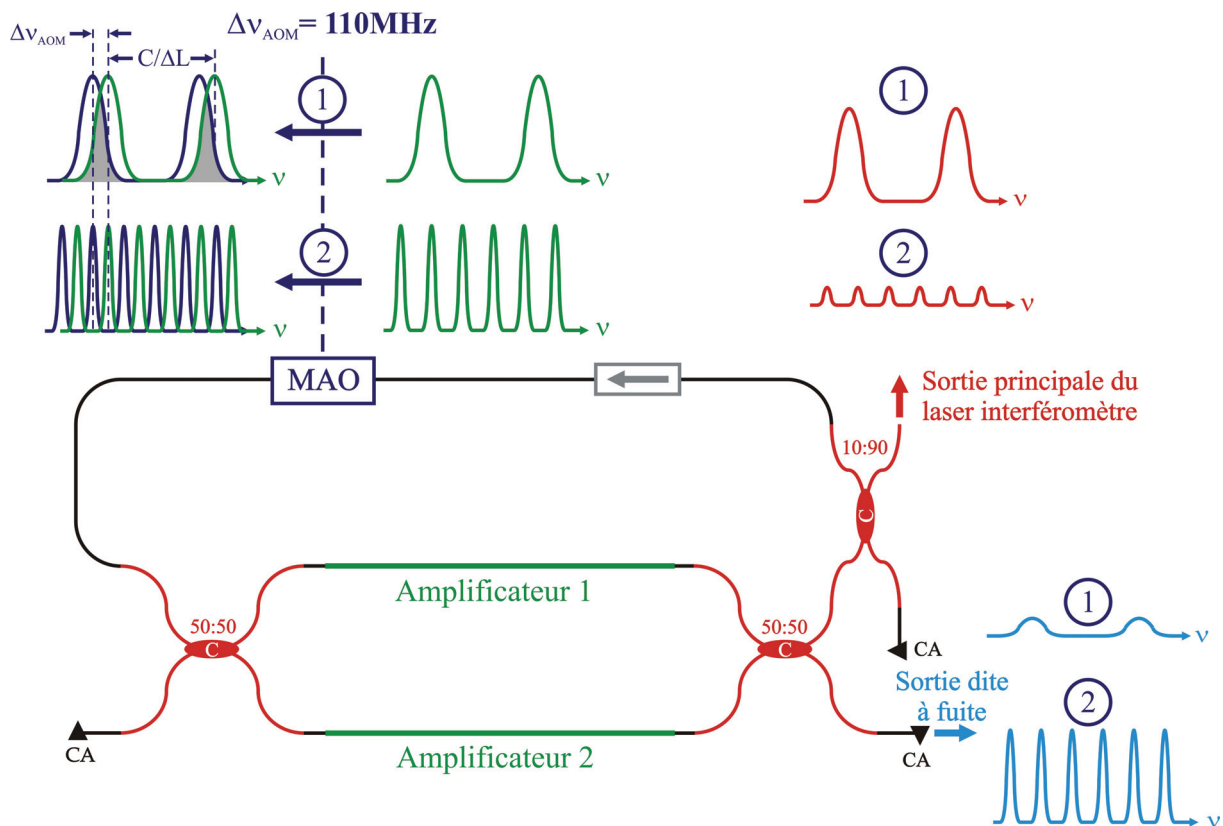 Δν_AOM
Δν_AOM = 110MHz
C/ΔL
1
1
ν
ν
ν
2
2
ν
ν
ν
MAO
Sortie principale du
laser interféromètre
10:90
C
Amplificateur 1
50:50
C
50:50
C
CA
1
ν
Sortie dite
à fuite
2
CA
Amplificateur 2
CA
ν